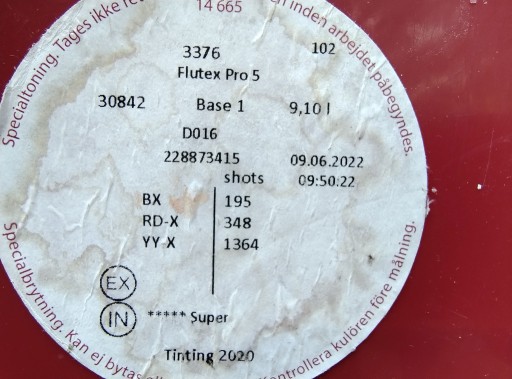 Specialtoning. Tages ikke
14 665
inden arbejdet påbegyndes.
3376
102
Flutex Pro 5
30842 Base 1 9,10 l
D016
228873415 09.06.2022
shots 09:50:22
BX 195
RD-X 348
YY-X 1364
EX
IN ***** Super
Tinting 2020
Specialbrytning. Kan ej bytas
Kontrollera kulören före målning.